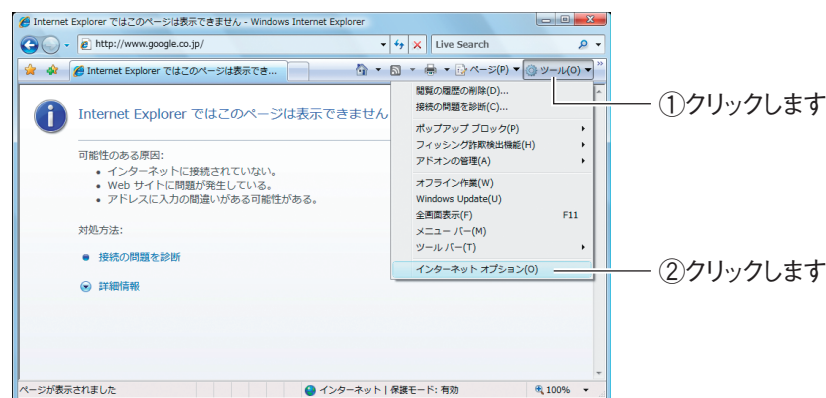 Internet Explorer ではこのページは表示できません - Windows Internet Explorer
http://www.google.co.jp/
Live Search
Internet Explorer ではこのページは表示でき...
ページ(P)
ツール(O)
Internet Explorer ではこのページは表示できません
可能性のある原因:
• インターネットに接続されていない。
• Web サイトに問題が発生している。
• アドレスに入力の間違いがある可能性がある。
対処方法:
接続の問題を診断
詳細情報
閲覧の履歴の削除(D)...
接続の問題を診断(C)...
ポップアップ ブロック(P)
フィッシング詐欺検出機能(H)
アドオンの管理(A)
オフライン作業(W)
Windows Update(U)
全画面表示(F) F11
メニュー バー(M)
ツール バー(T)
インターネット オプション(O)
①クリックします
②クリックします
ページが表示されました
インターネット | 保護モード: 有効
100%